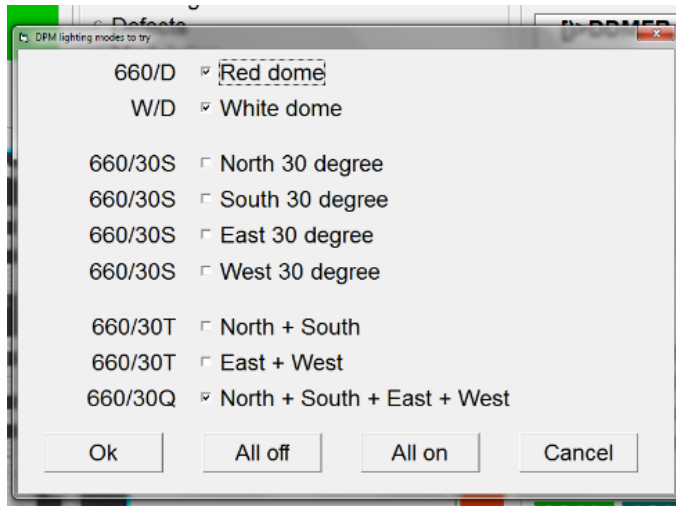 Defects
DPM lighting modes to try
660/D Red dome
W/D White dome
660/30S North 30 degree
660/30S South 30 degree
660/30S East 30 degree
660/30S West 30 degree
660/30T North + South
660/30T East + West
660/30Q North + South + East + West
Ok All off All on Cancel